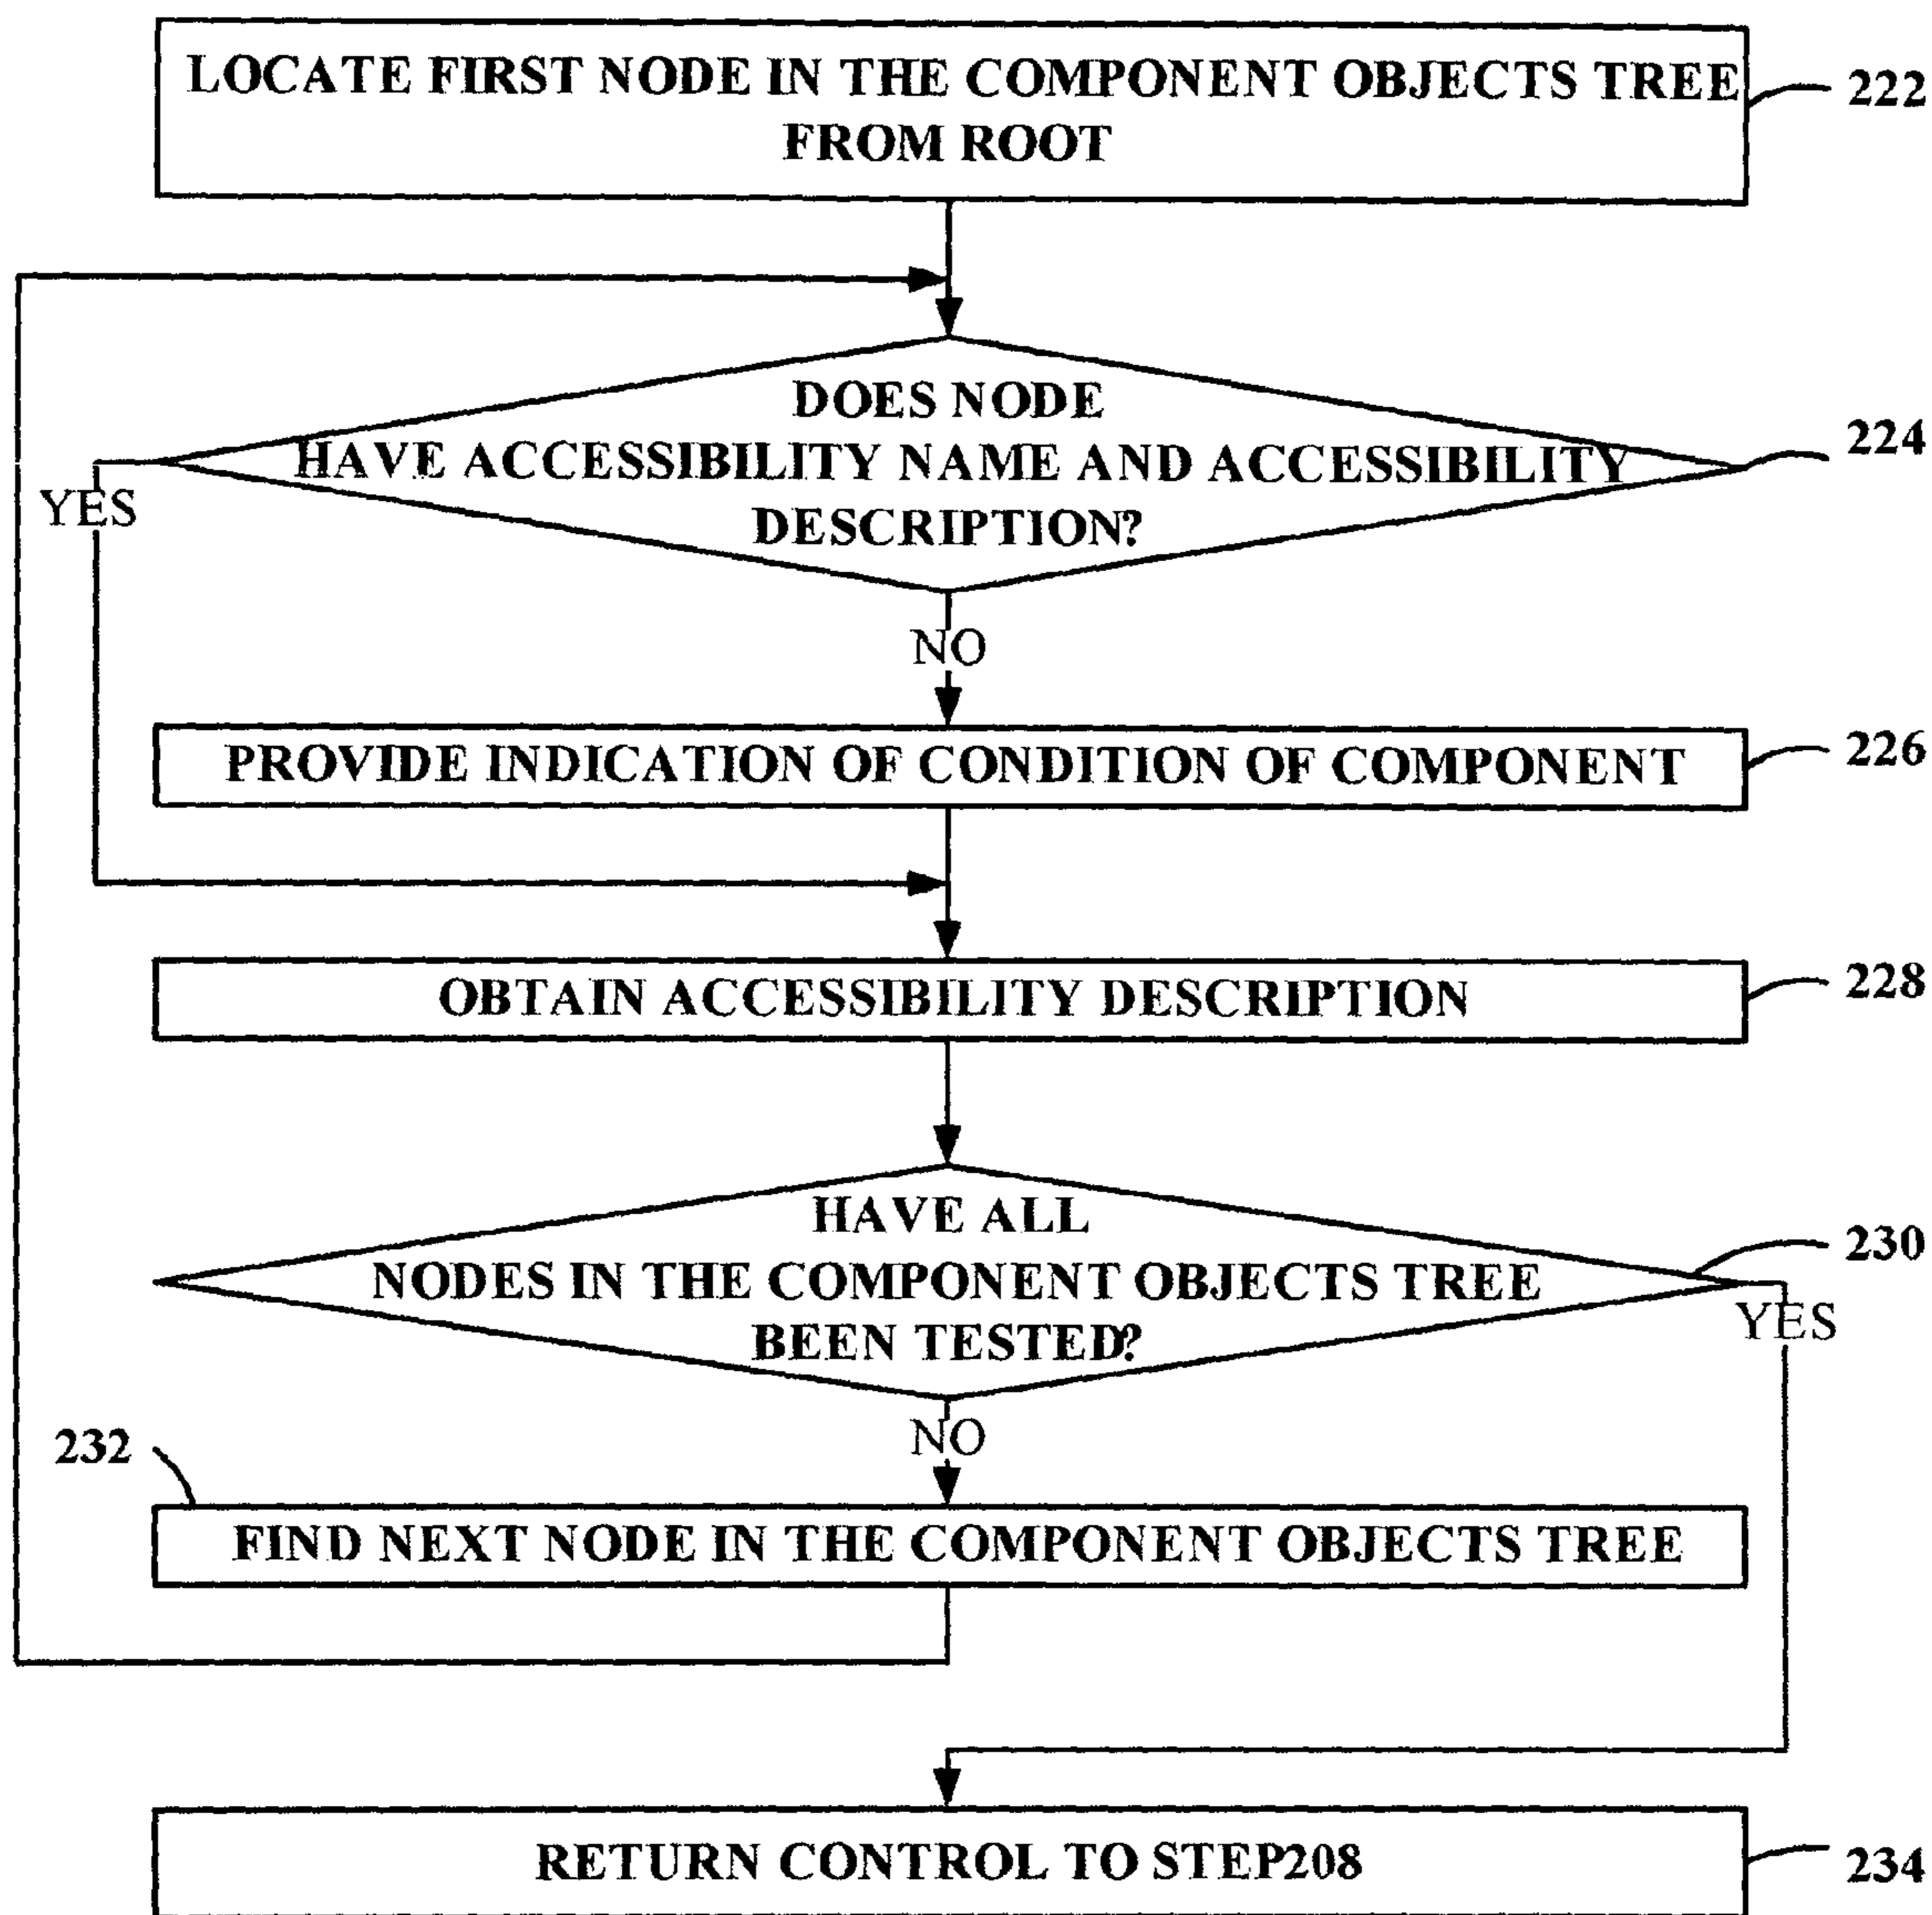 LOCATE FIRST NODE IN THE COMPONENT OBJECTS TREE
FROM ROOT
222
DOES NODE
HAVE ACCESSIBILITY NAME AND ACCESSIBILITY
DESCRIPTION?
224
YES
NO
PROVIDE INDICATION OF CONDITION OF COMPONENT
226
OBTAIN ACCESSIBILITY DESCRIPTION
228
HAVE ALL
NODES IN THE COMPONENT OBJECTS TREE
BEEN TESTED?
230
YES
NO
232
FIND NEXT NODE IN THE COMPONENT OBJECTS TREE
RETURN CONTROL TO STEP208
234